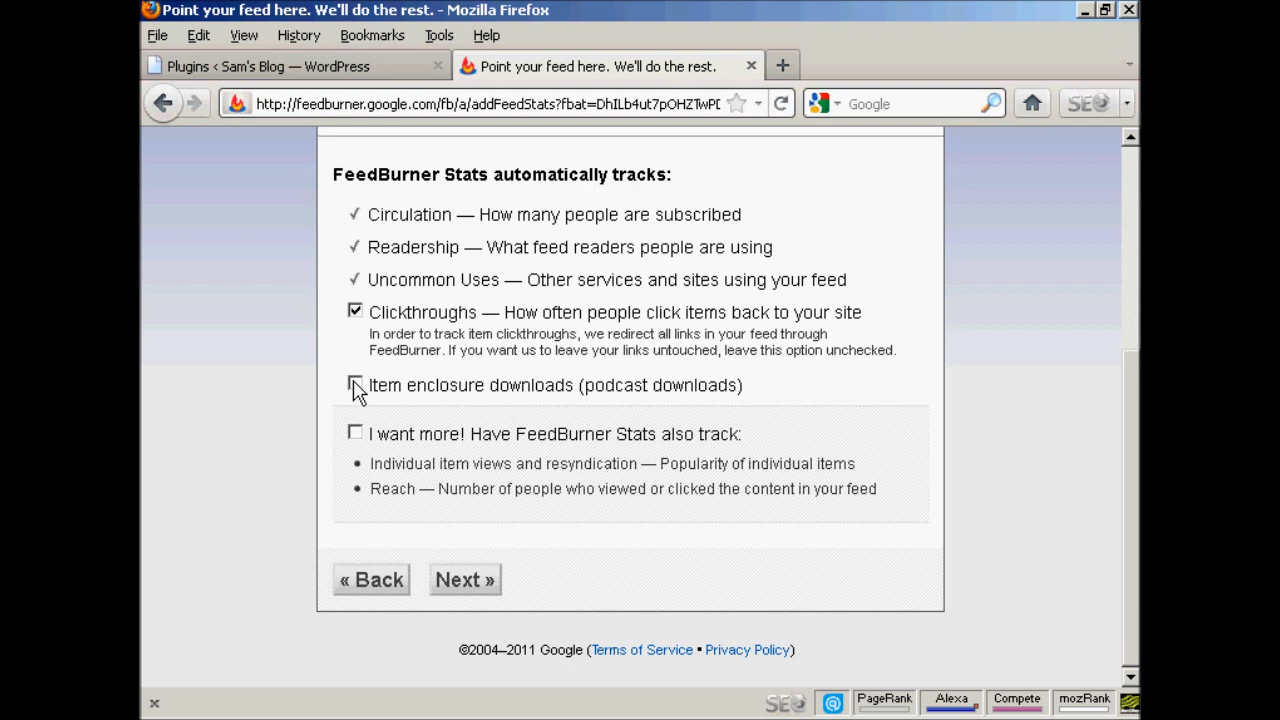 Point your feed here. We'll do the rest. - Mozilla Firefox
File Edit View History Bookmarks Tools Help
Plugins ‹ Sam's Blog — WordPress
Point your feed here. We'll do the rest.
http://feedburner.google.com/fb/a/addFeedStats?fbat=DhILb4ut7pOHZTwPD
Google
SEO
FeedBurner Stats automatically tracks:
Circulation — How many people are subscribed
Readership — What feed readers people are using
Uncommon Uses — Other services and sites using your feed
Clickthroughs — How often people click items back to your site
In order to track item clickthroughs, we redirect all links in your feed through
FeedBurner. If you want us to leave your links untouched, leave this option unchecked.
Item enclosure downloads (podcast downloads)
I want more! Have FeedBurner Stats also track:
• Individual item views and resyndication — Popularity of individual items
• Reach — Number of people who viewed or clicked the content in your feed
« Back
Next »
©2004–2011 Google (Terms of Service • Privacy Policy)
SEO
PageRank
Alexa
Compete
mozRank